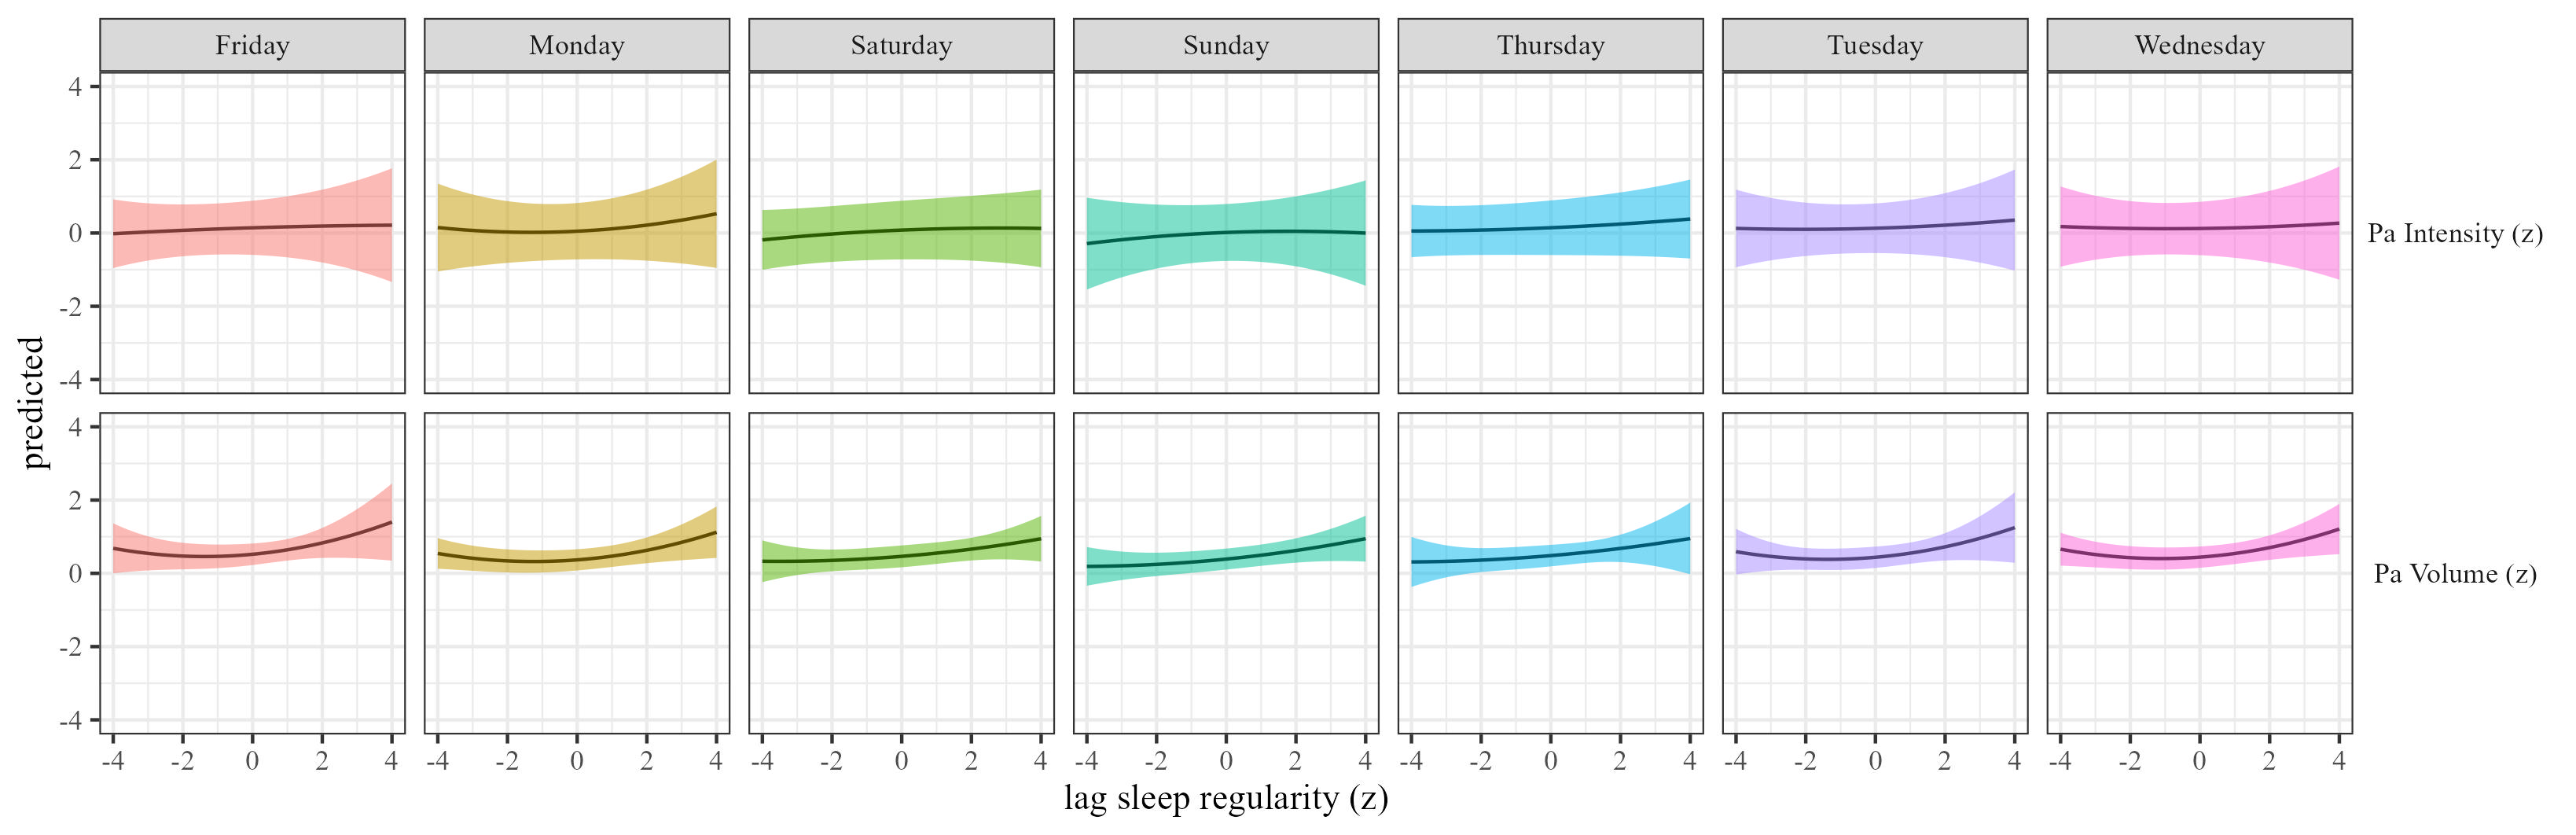 Friday Monday Saturday Sunday Thursday Tuesday Wednesday
4
2
0
-2
-4
Pa Intensity (z)
predicted
4
2
0
-2
-4
Pa Volume (z)
-4 -2 0 2 4 -4 -2 0 2 4 -4 -2 0 2 4 -4 -2 0 2 4 -4 -2 0 2 4 -4 -2 0 2 4 -4 -2 0 2 4
lag sleep regularity (z)